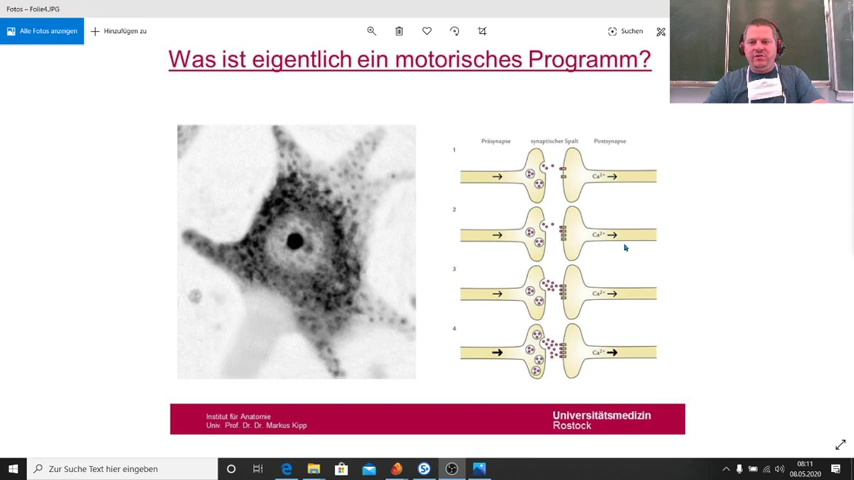 Fotos – Folie4.JPG
Alle Fotos anzeigen
Hinzufügen zu
Suchen
Was ist eigentlich ein motorisches Programm?
Präsynapse
synaptischer Spalt
Postsynapse
1
Ca²⁺
2
Ca²⁺
3
Ca²⁺
4
Ca²⁺
Institut für Anatomie
Univ. Prof. Dr. Dr. Markus Kipp
Universitätsmedizin
Rostock
Zur Suche Text hier eingeben
08:11
08.05.2020